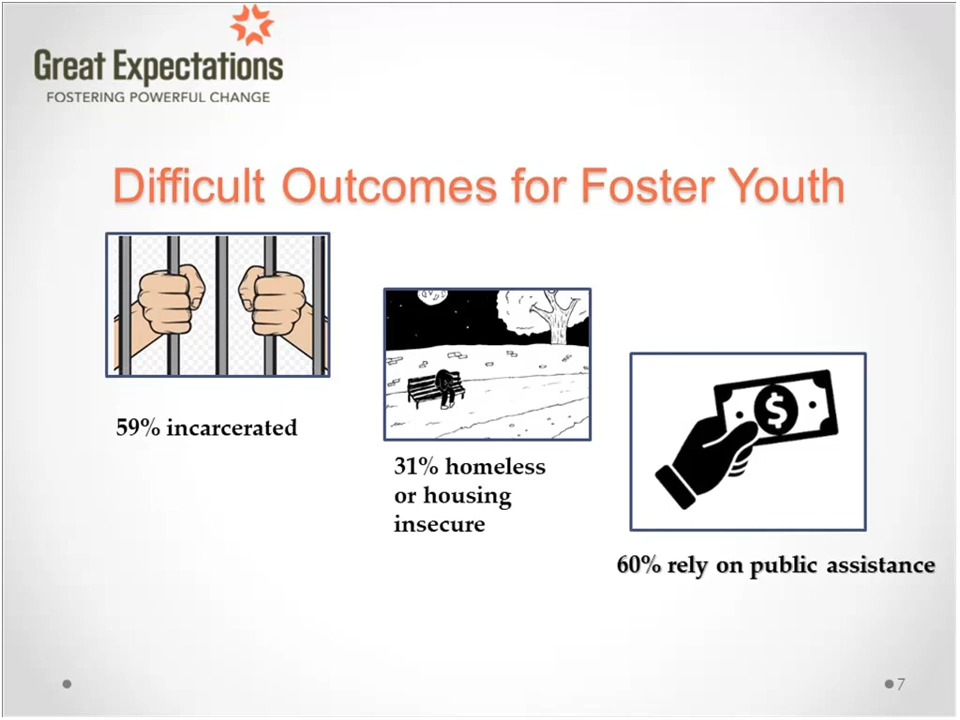 Great Expectations
FOSTERING POWERFUL CHANGE
Difficult Outcomes for Foster Youth
59% incarcerated
31% homeless
or housing
insecure
$
60% rely on public assistance
7